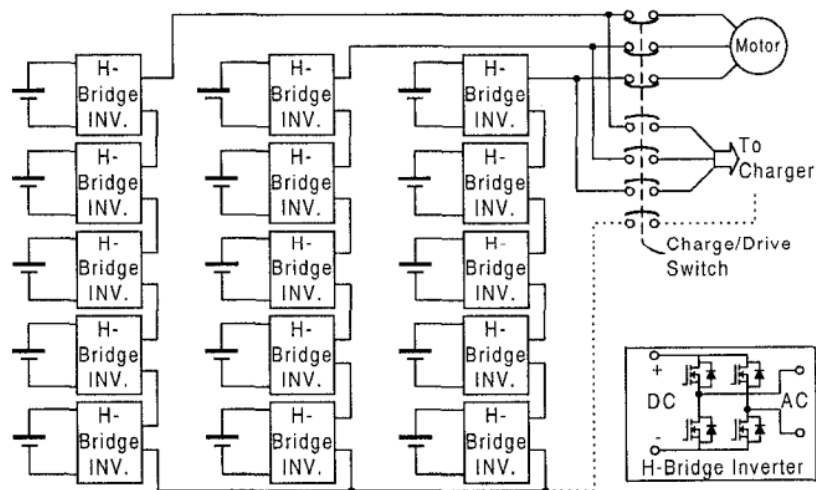 Motor
H-
Bridge
INV.
H-
Bridge
INV.
H-
Bridge
INV.
H-
Bridge
INV.
H-
Bridge
INV.
H-
Bridge
INV.
H-
Bridge
INV.
H-
Bridge
INV.
H-
Bridge
INV.
H-
Bridge
INV.
H-
Bridge
INV.
H-
Bridge
INV.
H-
Bridge
INV.
H-
Bridge
INV.
H-
Bridge
INV.
To
Charger
Charge/Drive
Switch
+
DC
AC
-
H-Bridge Inverter